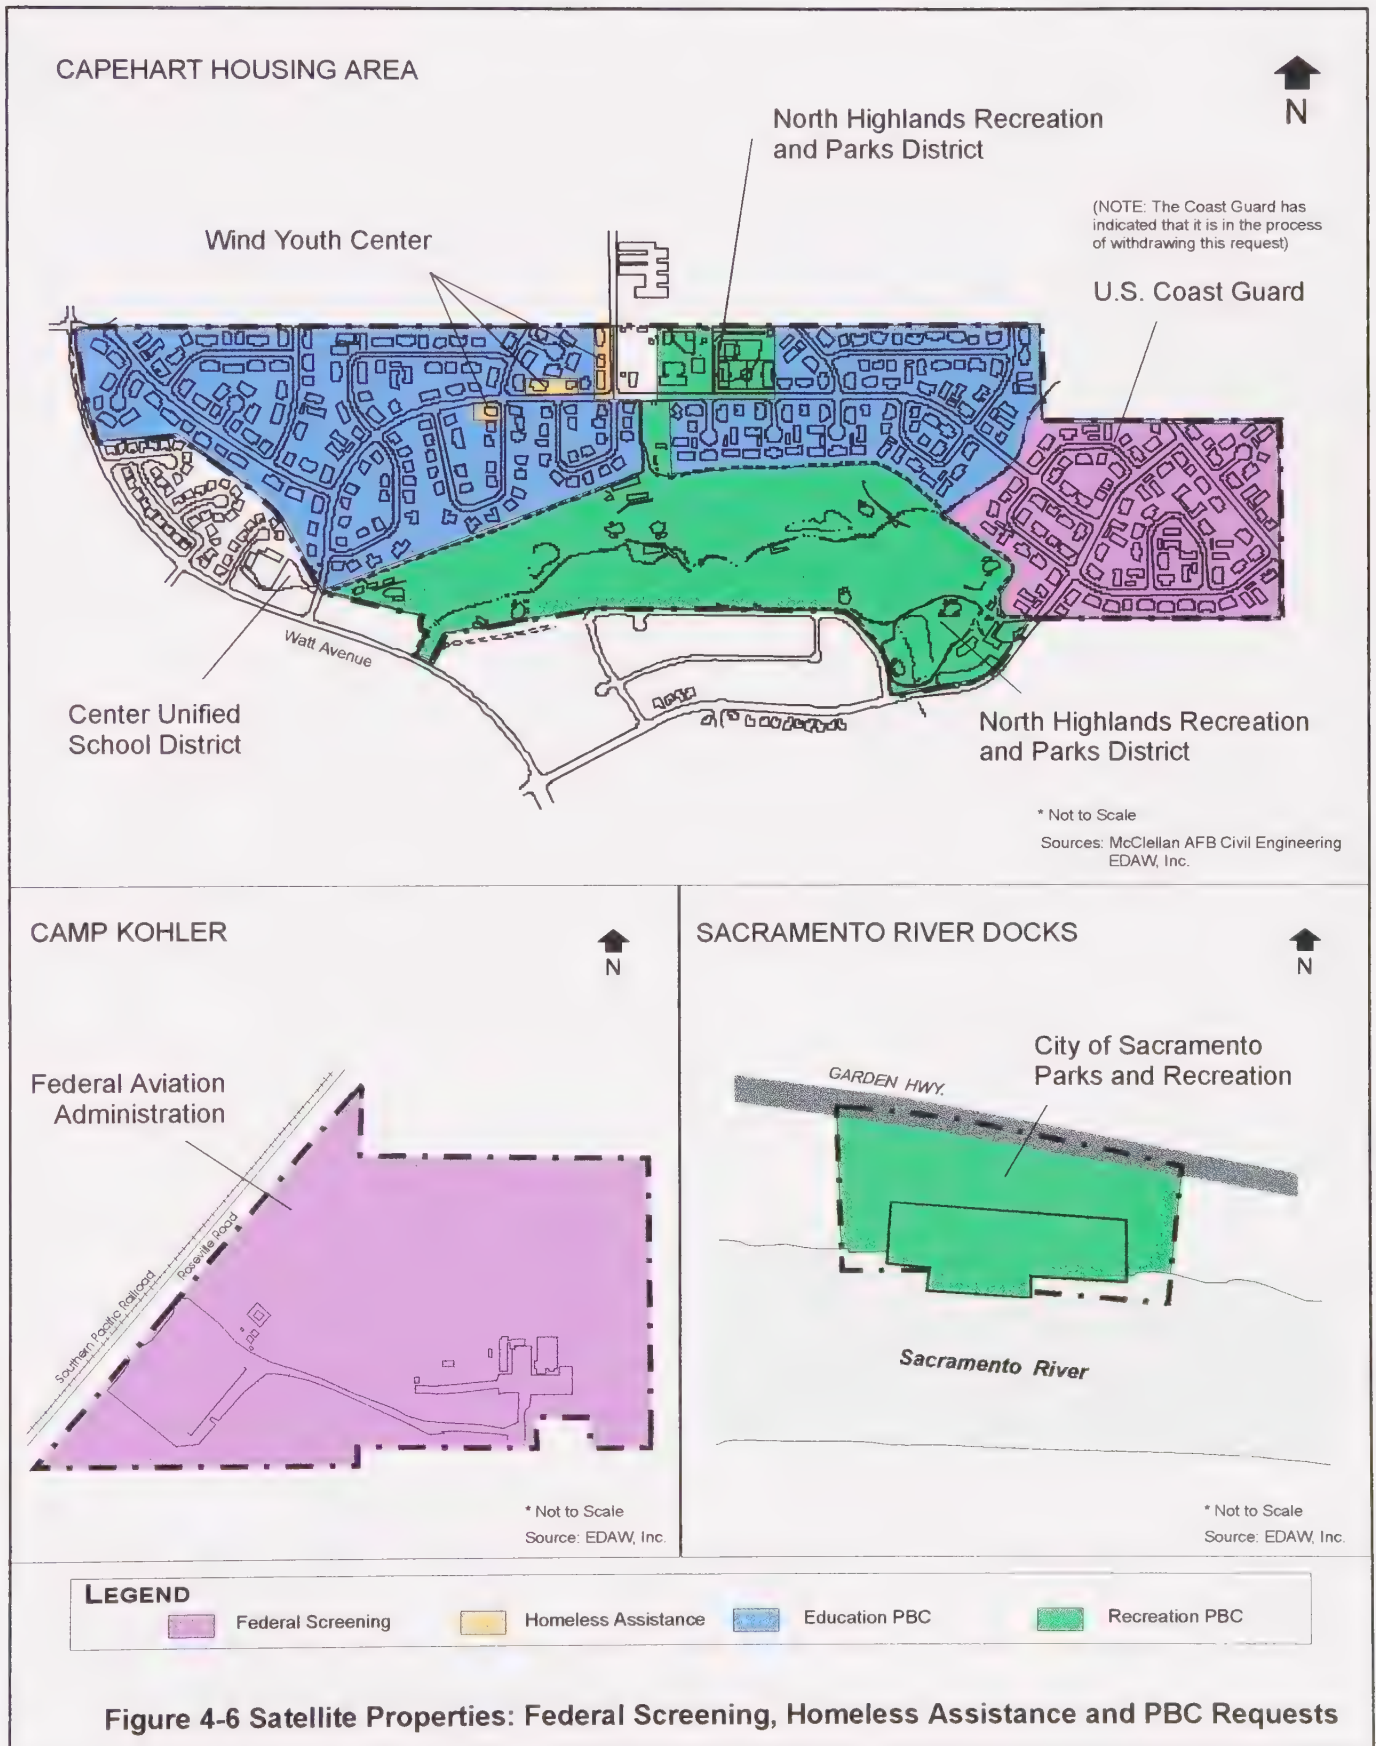 CAPEHART HOUSING AREA
N
North Highlands Recreation
and Parks District
(NOTE: The Coast Guard has
indicated that it is in the process
of withdrawing this request)
Wind Youth Center
U.S. Coast Guard
Watt Avenue
Center Unified
School District
North Highlands Recreation
and Parks District
* Not to Scale
Sources: McClellan AFB Civil Engineering
EDAW, Inc.
CAMP KOHLER
N
Federal Aviation
Administration
Southern Pacific Railroad
Roseville Road
* Not to Scale
Source: EDAW, Inc.
SACRAMENTO RIVER DOCKS
N
City of Sacramento
Parks and Recreation
GARDEN HWY.
Sacramento River
* Not to Scale
Source: EDAW, Inc.
LEGEND
Federal Screening
Homeless Assistance
Education PBC
Recreation PBC
Figure 4-6 Satellite Properties: Federal Screening, Homeless Assistance and PBC Requests